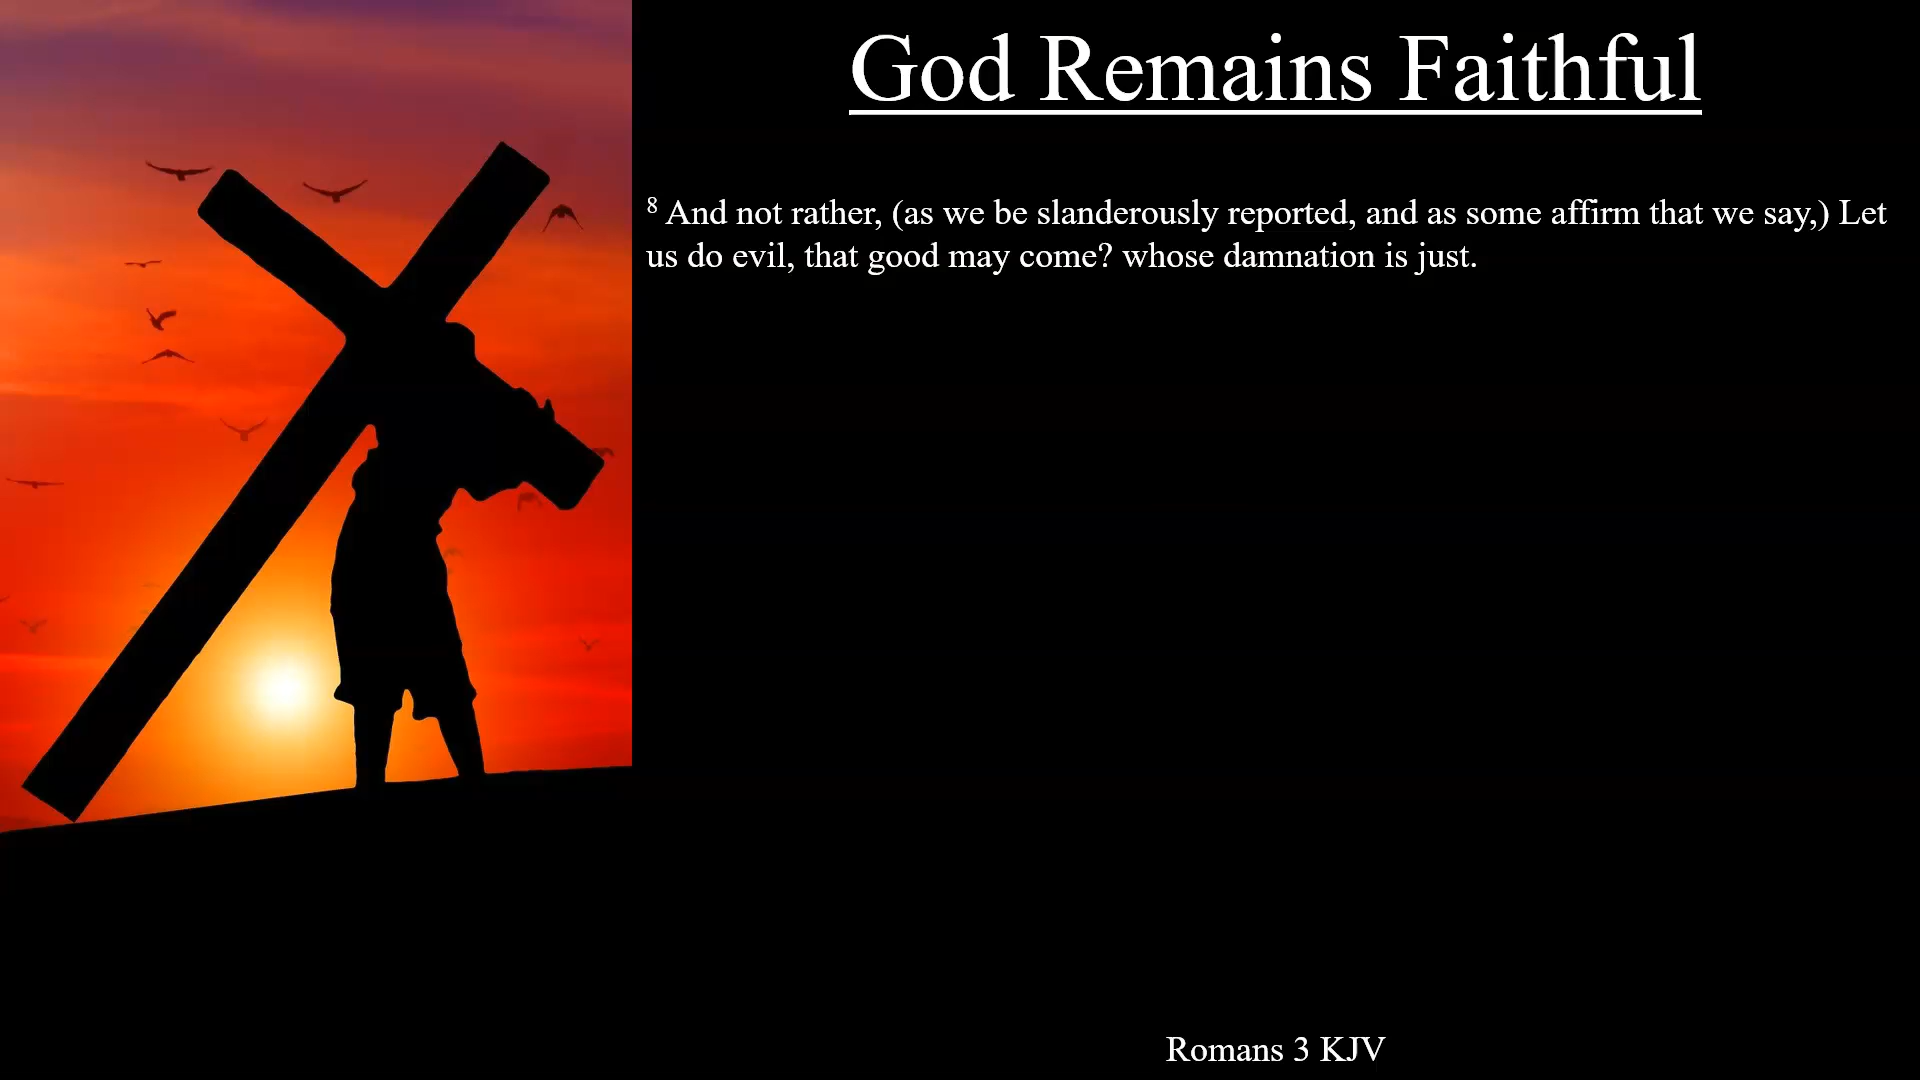 God Remains Faithful
8 And not rather, (as we be slanderously reported, and as some affirm that we say,) Let
us do evil, that good may come? whose damnation is just.
Romans 3 KJV